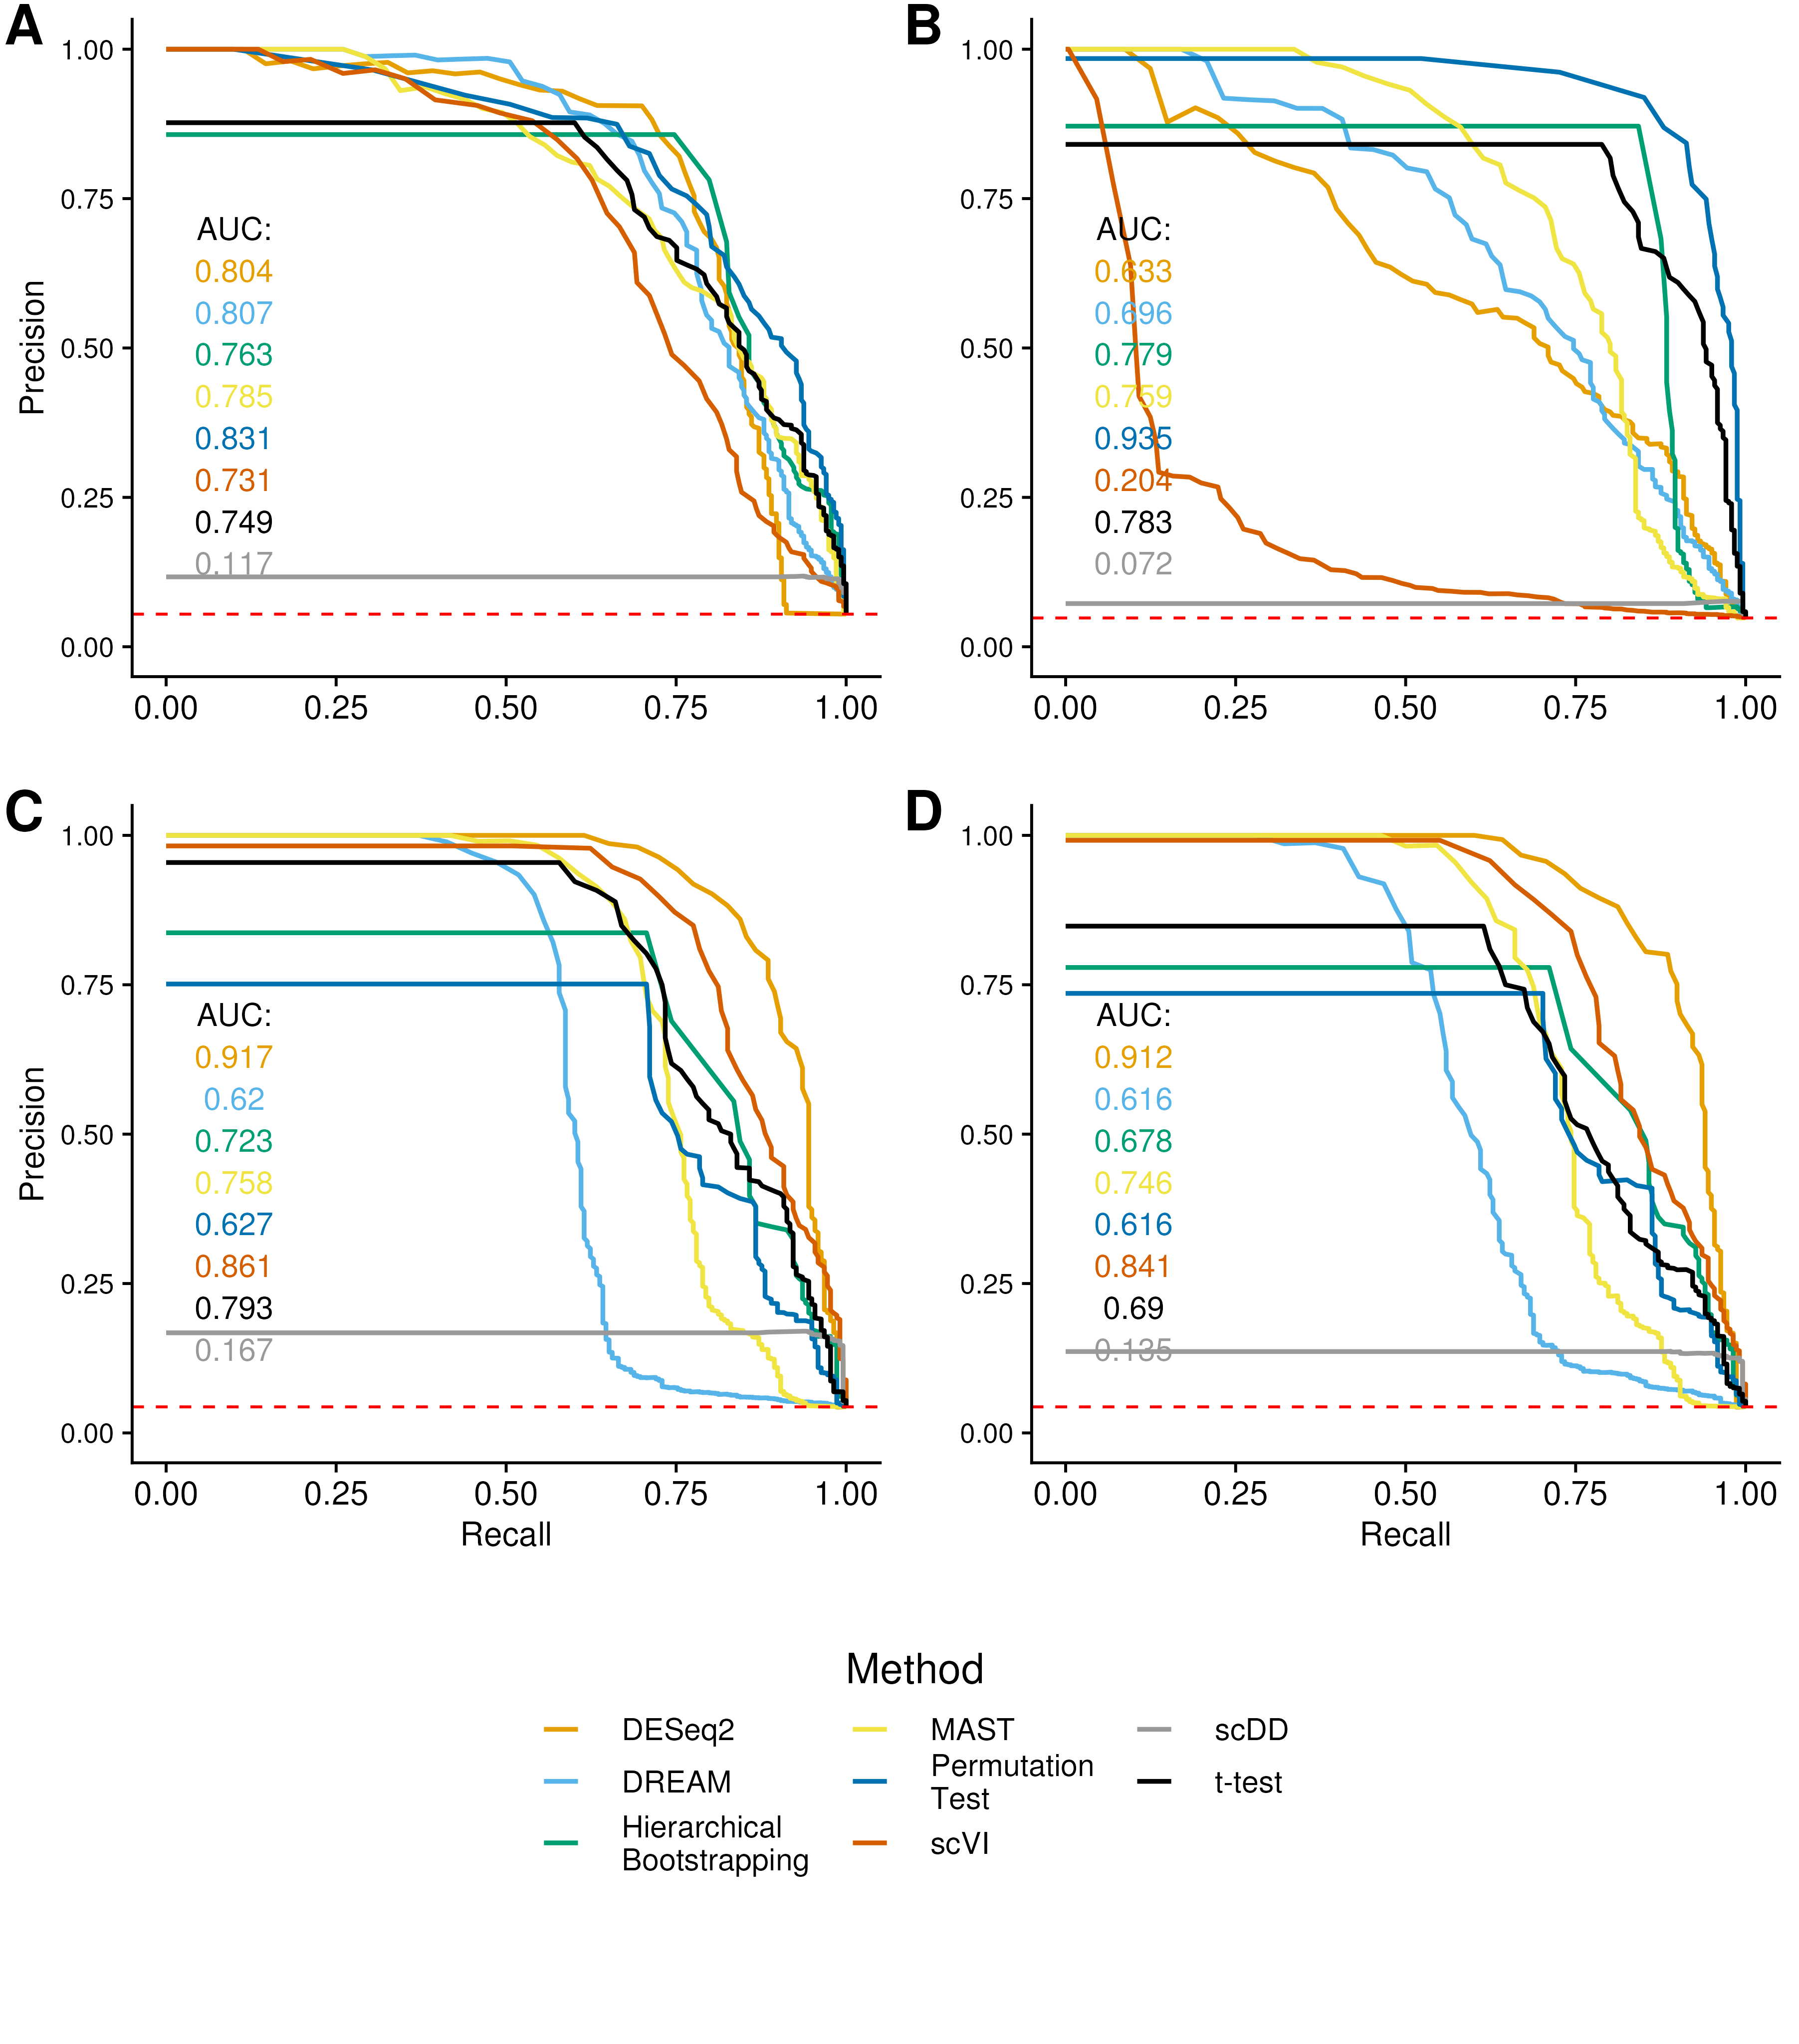 A
1.00
0.75
0.50
0.25
0.00
Precision
AUC:
0.804
0.807
0.763
0.785
0.831
0.731
0.749
0.117
0.00 0.25 0.50 0.75 1.00
B
1.00
0.75
0.50
0.25
0.00
AUC:
0.633
0.696
0.779
0.759
0.935
0.204
0.783
0.072
0.00 0.25 0.50 0.75 1.00
C
1.00
0.75
0.50
0.25
0.00
Precision
AUC:
0.917
0.62
0.723
0.758
0.627
0.861
0.793
0.167
0.00 0.25 0.50 0.75 1.00
Recall
D
1.00
0.75
0.50
0.25
0.00
AUC:
0.912
0.616
0.678
0.746
0.616
0.841
0.69
0.135
0.00 0.25 0.50 0.75 1.00
Recall
Method
DESeq2
DREAM
Hierarchical
Bootstrapping
MAST
Permutation
Test
scVI
scDD
t-test